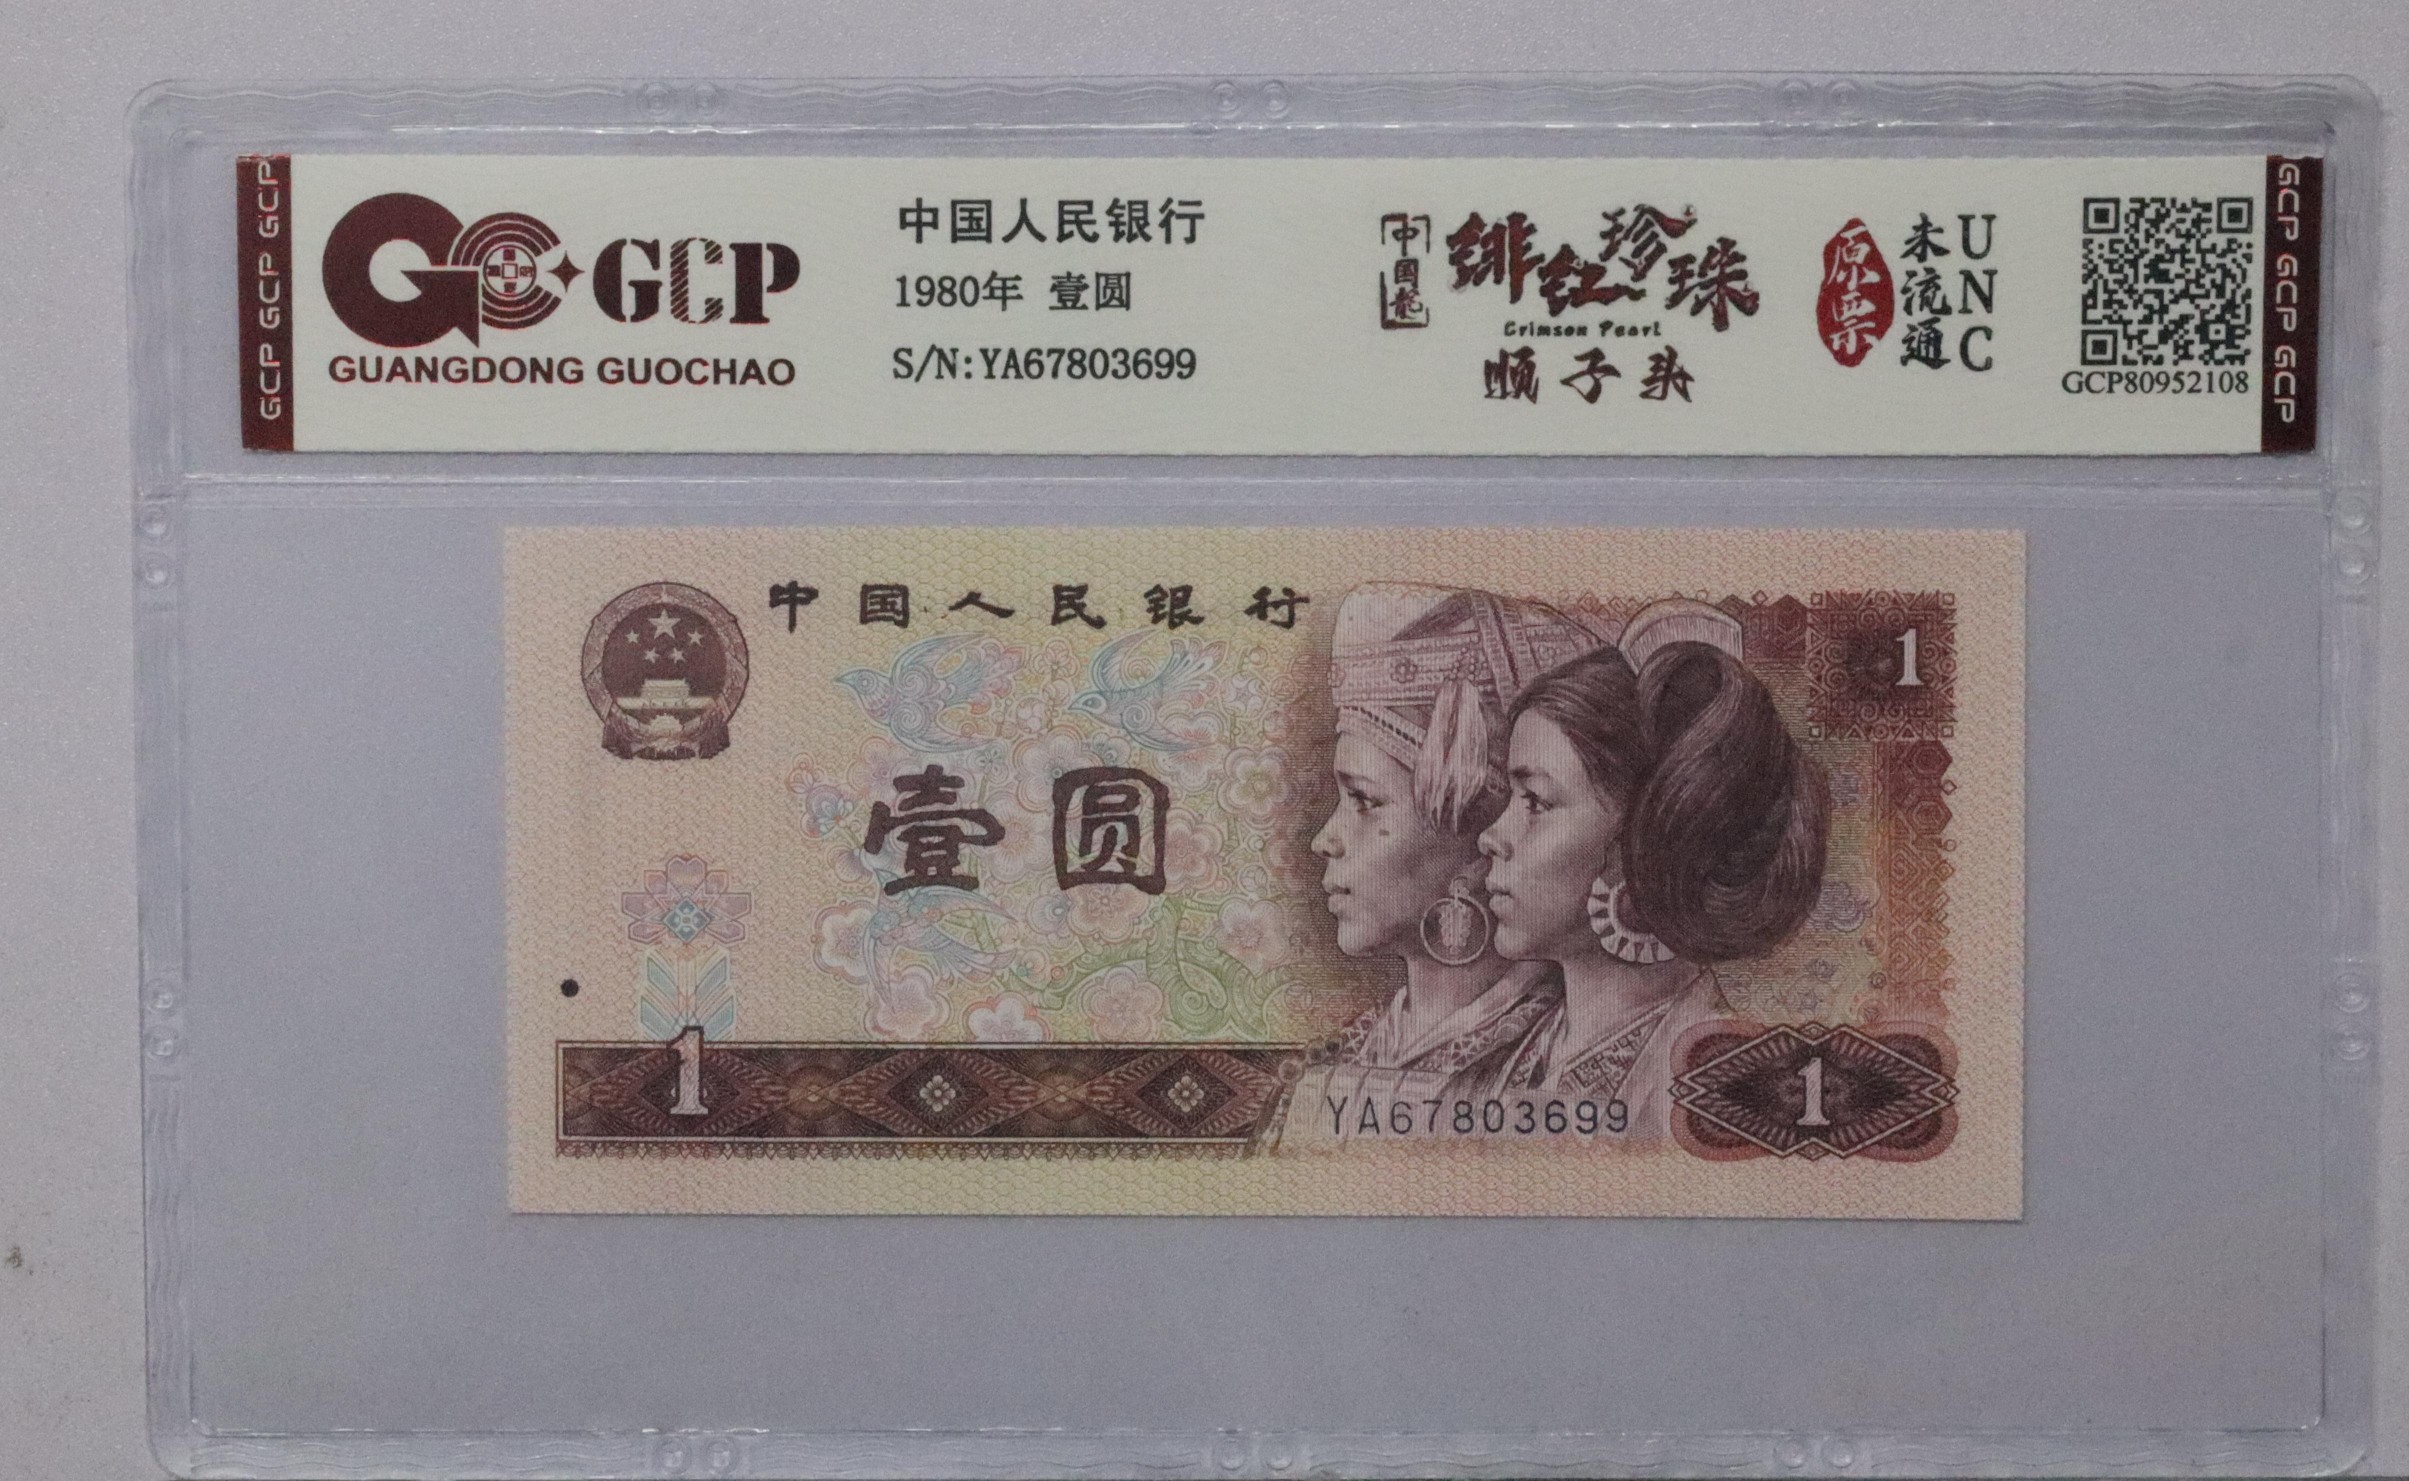 GCP GCP GCP
GCP
GUANGDONG GUOCHAO
中国人民银行
1980年 壹圆
S/N:YA67803699
中国龍
绯红珍珠
Crimson Pearl
顺子头
原票
未流通
UNC
GCP80952108
GCP GCP GCP
中国人民银行
壹圆
1
1
YA67803699
1